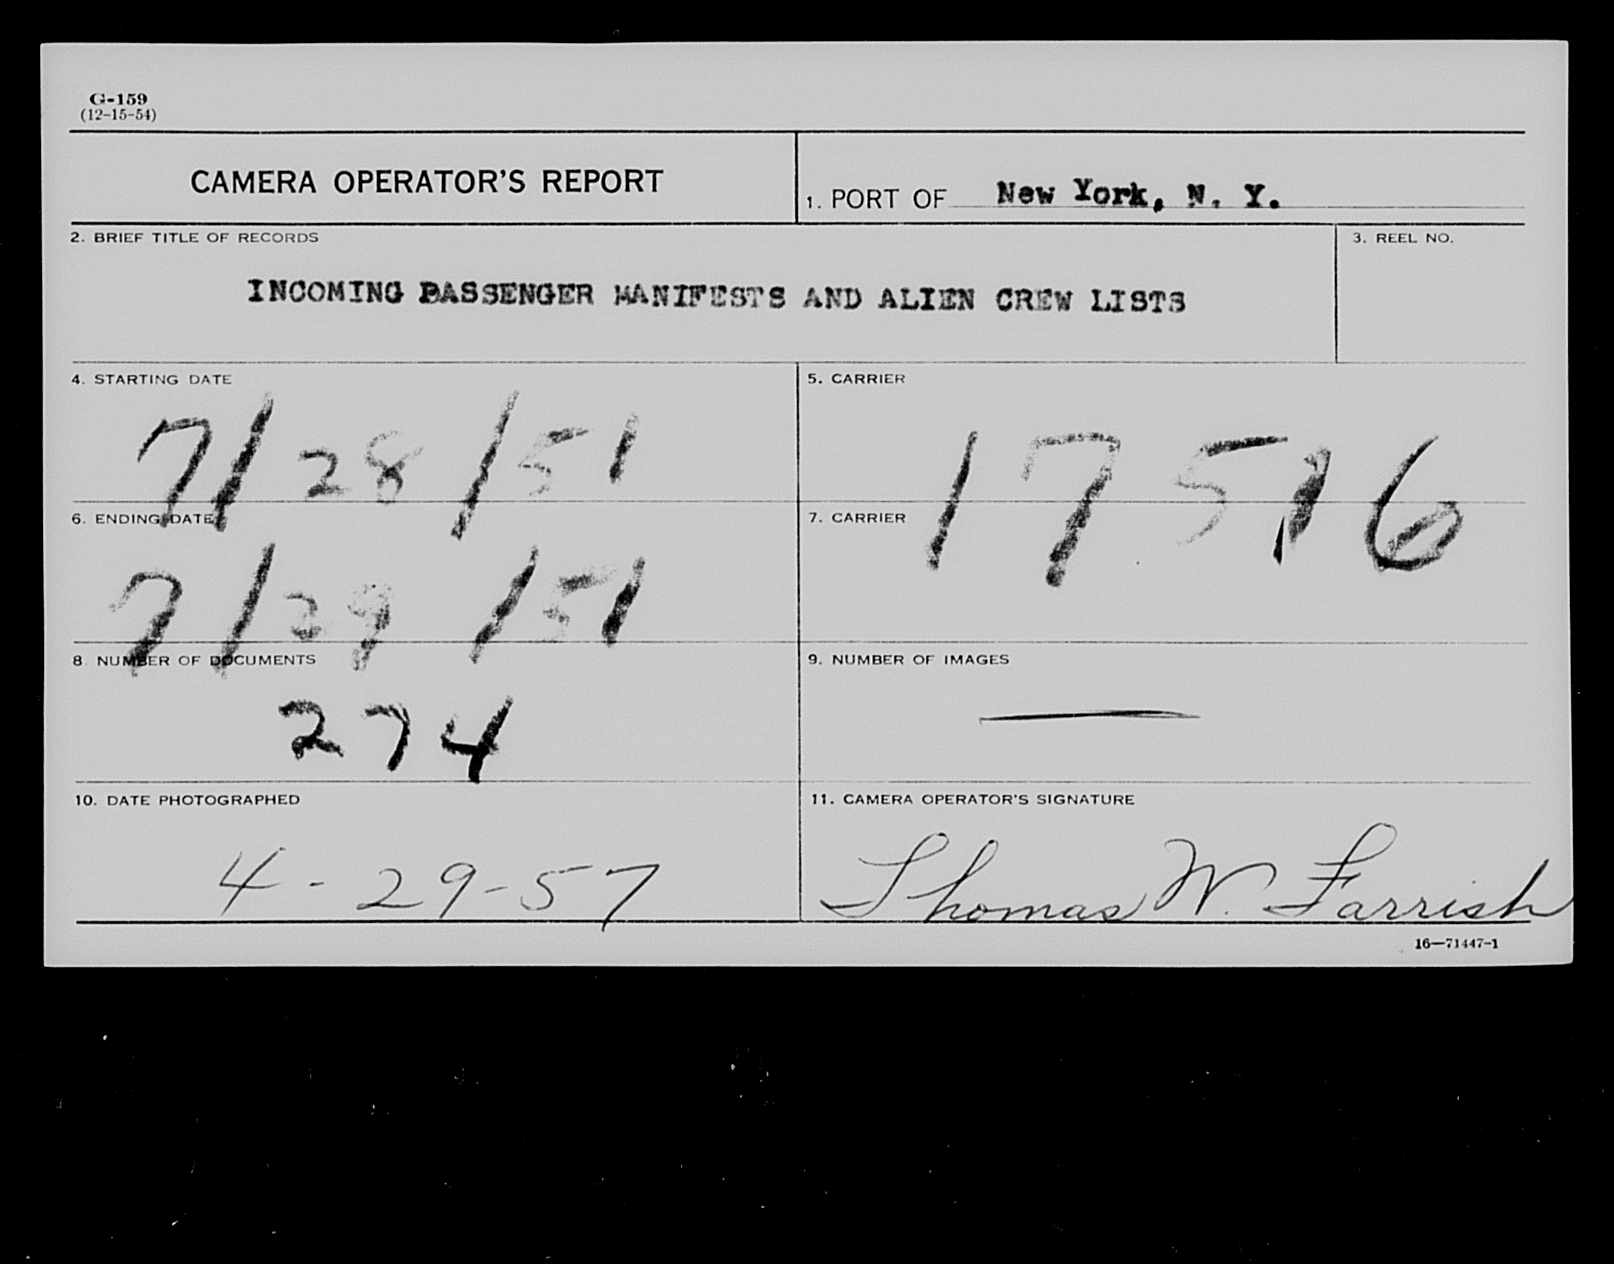 G-159
(12-15-54)
CAMERA OPERATOR'S REPORT
1. PORT OF New York, N. Y.
2. BRIEF TITLE OF RECORDS
3. REEL NO.
INCOMING PASSENGER MANIFESTS AND ALIEN CREW LISTS
4. STARTING DATE
5. CARRIER
7/28/51
17516
6. ENDING DATE
7. CARRIER
7/29/51
8. NUMBER OF DOCUMENTS
9. NUMBER OF IMAGES
274
—
10. DATE PHOTOGRAPHED
11. CAMERA OPERATOR'S SIGNATURE
4-29-57
Thomas W. Farrish
16—71447-1